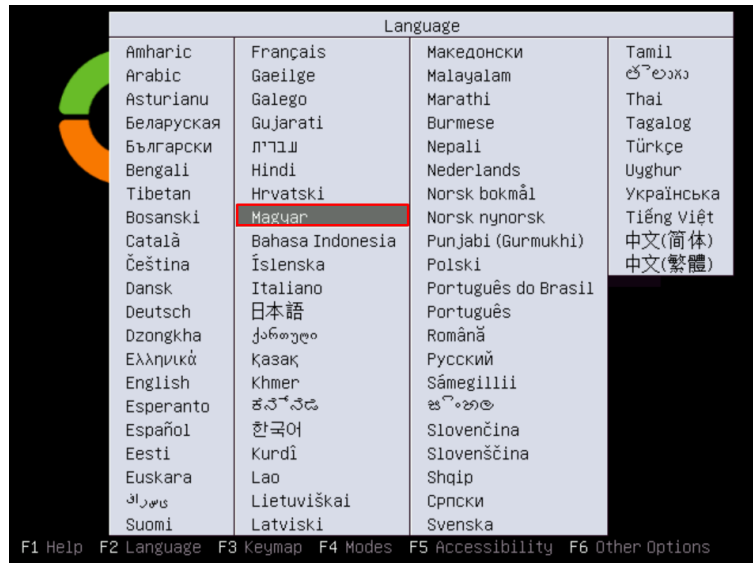 Language
Amharic
Arabic
Asturianu
Беларуская
Български
Bengali
Tibetan
Bosanski
Català
Čeština
Dansk
Deutsch
Dzongkha
Ελληνικά
English
Esperanto
Español
Eesti
Euskara
فارسی
Suomi
Français
Gaeilge
Galego
Gujarati
עברית
Hindi
Hrvatski
Magyar
Bahasa Indonesia
Íslenska
Italiano
日本語
ქართული
Қазақ
Khmer
ಕನ್ನಡ
한국어
Kurdî
Lao
Lietuviškai
Latviski
Македонски
Malayalam
Marathi
Burmese
Nepali
Nederlands
Norsk bokmål
Norsk nynorsk
Punjabi (Gurmukhi)
Polski
Português do Brasil
Português
Română
Русский
Sámegillii
සිංහල
Slovenčina
Slovenščina
Shqip
Српски
Svenska
Tamil
తెలుగు
Thai
Tagalog
Türkçe
Uyghur
Українська
Tiếng Việt
中文(简体)
中文(繁體)
F1 Help F2 Language F3 Keymap F4 Modes F5 Accessibility F6 Other Options